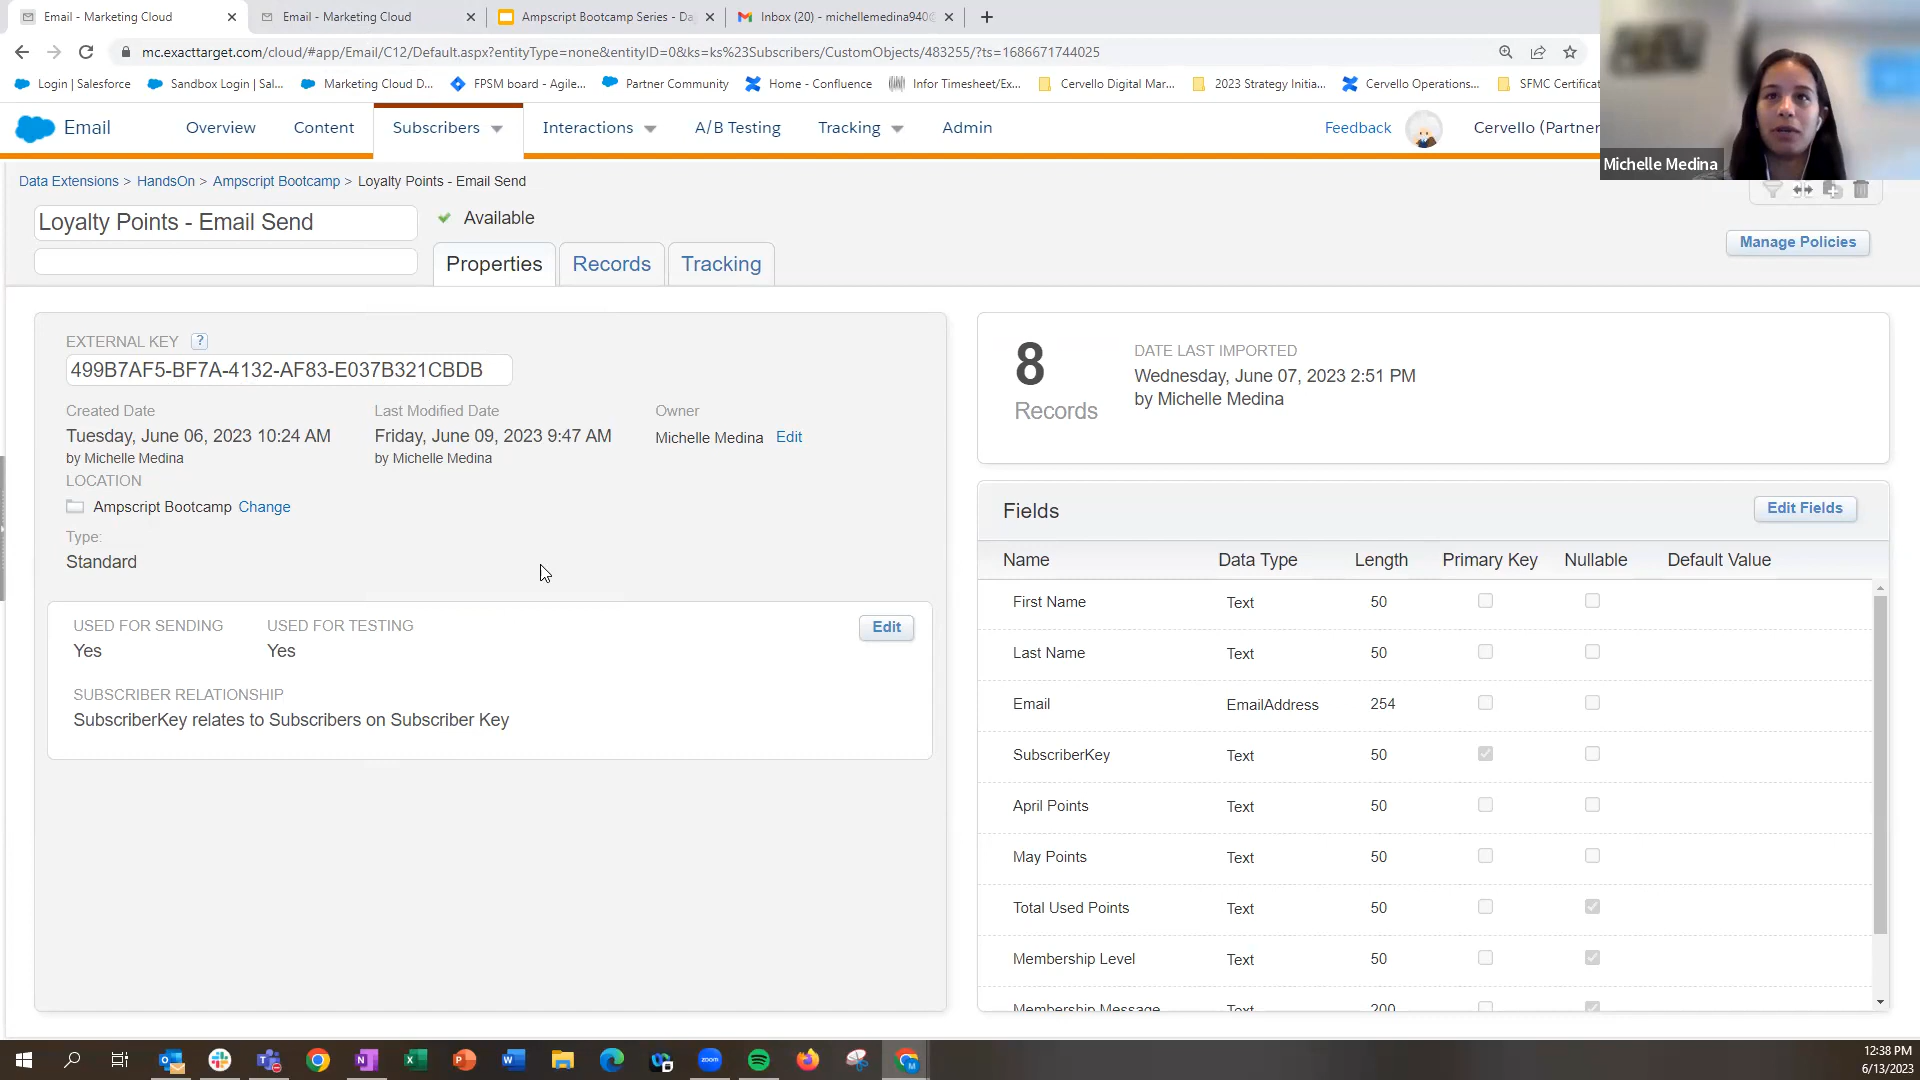 Email - Marketing Cloud
Email - Marketing Cloud
Ampscript Bootcamp Series - Da
Inbox (20) - michellemedina940
mc.exacttarget.com/cloud/#app/Email/C12/Default.aspx?entityType=none&entityID=0&ks=ks%23Subscribers/CustomObjects/483255/?ts=1686671744025
Login | Salesforce
Sandbox Login | Sal...
Marketing Cloud D...
FPSM board - Agile...
Partner Community
Home - Confluence
Infor Timesheet/Ex...
Cervello Digital Mar...
2023 Strategy Initia...
Cervello Operations...
SFMC Certificat
Email
Overview
Content
Subscribers
Interactions
A/B Testing
Tracking
Admin
Feedback
Cervello (Partner
Michelle Medina
Data Extensions > HandsOn > Ampscript Bootcamp > Loyalty Points - Email Send
Loyalty Points - Email Send
Available
Properties
Records
Tracking
Manage Policies
EXTERNAL KEY ?
499B7AF5-BF7A-4132-AF83-E037B321CBDB
Created Date
Tuesday, June 06, 2023 10:24 AM
by Michelle Medina
Last Modified Date
Friday, June 09, 2023 9:47 AM
by Michelle Medina
Owner
Michelle Medina Edit
LOCATION
Ampscript Bootcamp Change
Type:
Standard
USED FOR SENDING
Yes
USED FOR TESTING
Yes
Edit
SUBSCRIBER RELATIONSHIP
SubscriberKey relates to Subscribers on Subscriber Key
8
Records
DATE LAST IMPORTED
Wednesday, June 07, 2023 2:51 PM
by Michelle Medina
Fields
Edit Fields
Name Data Type Length Primary Key Nullable Default Value
First Name Text 50
Last Name Text 50
Email EmailAddress 254
SubscriberKey Text 50
April Points Text 50
May Points Text 50
Total Used Points Text 50
Membership Level Text 50
Membership Message Text 200
12:38 PM
6/13/2023